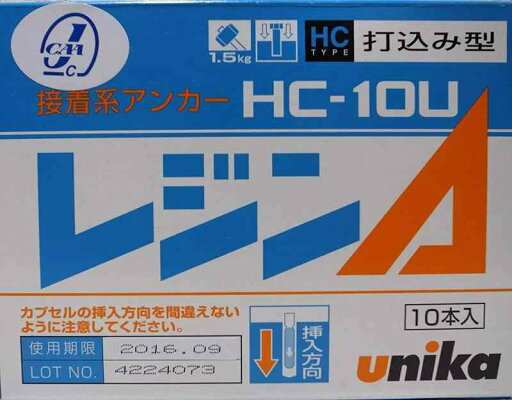 JCAA
C
1.5kg
HC TYPE 打込み型
接着系アンカー HC-10U
レジンA
カプセルの挿入方向を間違えない
ように注意してください。
使用期限 2016.09
LOT NO. 4224073
挿入方向
10本入
unika